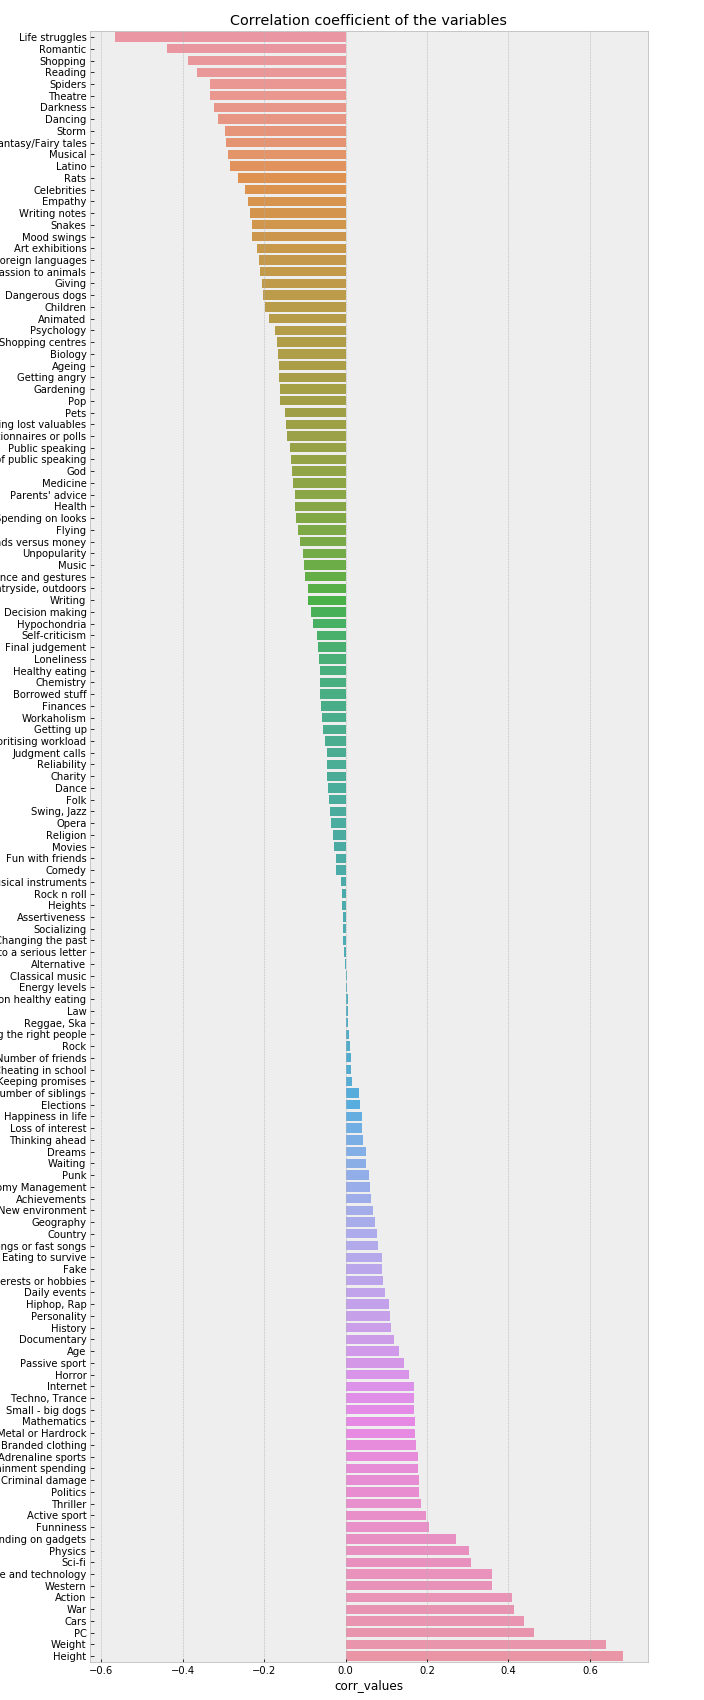 Correlation coefficient of the variables
Life struggles
Romantic
Shopping
Reading
Spiders
Theatre
Darkness
Dancing
Storm
antasy/Fairy tales
Musical
Latino
Rats
Celebrities
Empathy
Writing notes
Snakes
Mood swings
Art exhibitions
oreign languages
assion to animals
Giving
Dangerous dogs
Children
Animated
Psychology
Shopping centres
Biology
Ageing
Getting angry
Gardening
Pop
Pets
ing lost valuables
ionnaires or polls
Public speaking
of public speaking
God
Medicine
Parents' advice
Health
Spending on looks
Flying
nds versus money
Unpopularity
Music
nce and gestures
tryside, outdoors
Writing
Decision making
Hypochondria
Self-criticism
Final judgement
Loneliness
Healthy eating
Chemistry
Borrowed stuff
Finances
Workaholism
Getting up
oritising workload
Judgment calls
Reliability
Charity
Dance
Folk
Swing, Jazz
Opera
Religion
Movies
Fun with friends
Comedy
sical instruments
Rock n roll
Heights
Assertiveness
Socializing
Changing the past
to a serious letter
Alternative
Classical music
Energy levels
on healthy eating
Law
Reggae, Ska
g the right people
Rock
Number of friends
Cheating in school
Keeping promises
umber of siblings
Elections
Happiness in life
Loss of interest
Thinking ahead
Dreams
Waiting
Punk
omy Management
Achievements
New environment
Geography
Country
ngs or fast songs
Eating to survive
Fake
erests or hobbies
Daily events
Hiphop, Rap
Personality
History
Documentary
Age
Passive sport
Horror
Internet
Techno, Trance
Small - big dogs
Mathematics
Metal or Hardrock
Branded clothing
Adrenaline sports
ainment spending
Criminal damage
Politics
Thriller
Active sport
Funniness
nding on gadgets
Physics
Sci-fi
e and technology
Western
Action
War
Cars
PC
Weight
Height
−0.6 −0.4 −0.2 0.0 0.2 0.4 0.6
corr_values